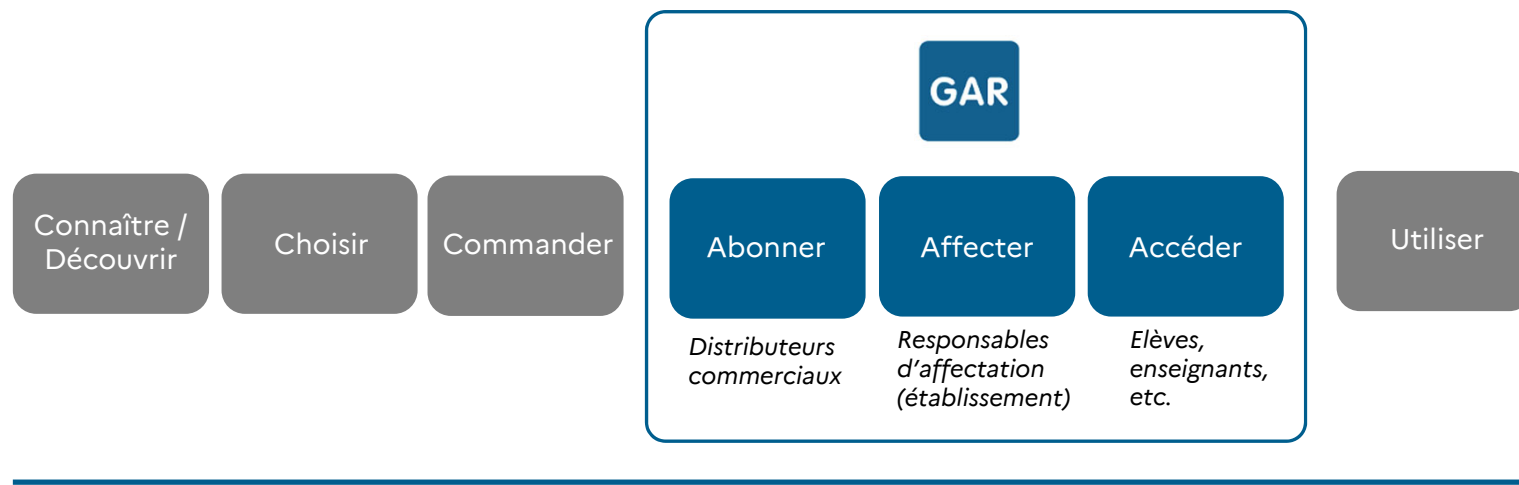 GAR
Connaître /
Découvrir
Choisir
Commander
Abonner
Affecter
Accéder
Utiliser
Distributeurs
commerciaux
Responsables
d'affectation
(établissement)
Elèves,
enseignants,
etc.